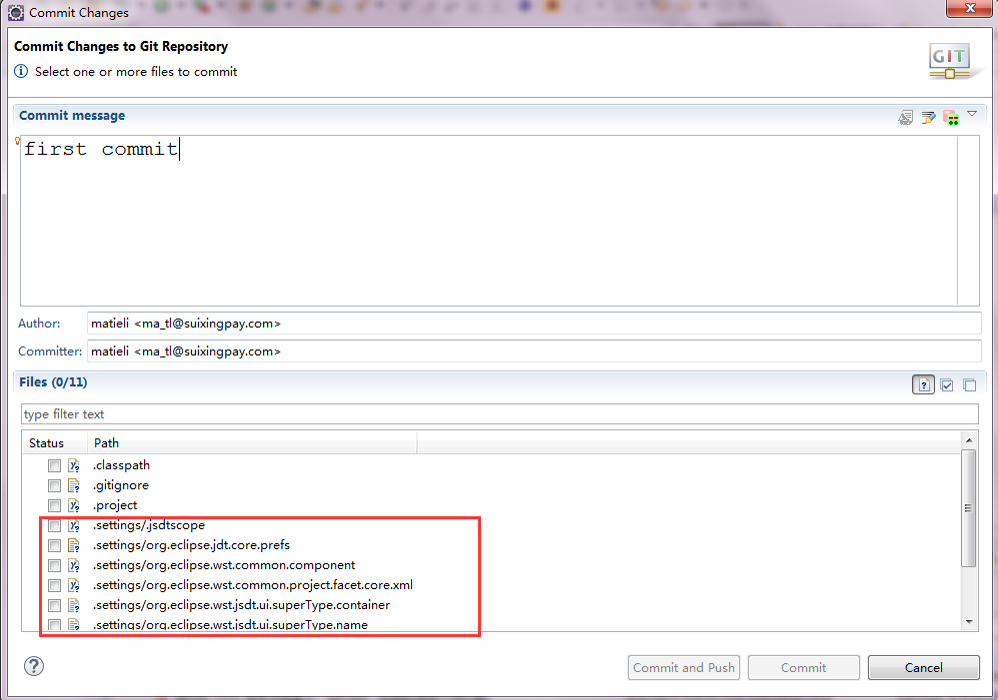 Commit Changes
Commit Changes to Git Repository
Select one or more files to commit
GIT
Commit message
first commit
Author: matieli <ma_tl@suixingpay.com>
Committer: matieli <ma_tl@suixingpay.com>
Files (0/11)
type filter text
Status Path
.classpath
.gitignore
.project
.settings/.jsdtscope
.settings/org.eclipse.jdt.core.prefs
.settings/org.eclipse.wst.common.component
.settings/org.eclipse.wst.common.project.facet.core.xml
.settings/org.eclipse.wst.jsdt.ui.superType.container
.settings/org.eclipse.wst.jsdt.ui.superType.name
Commit and Push Commit Cancel